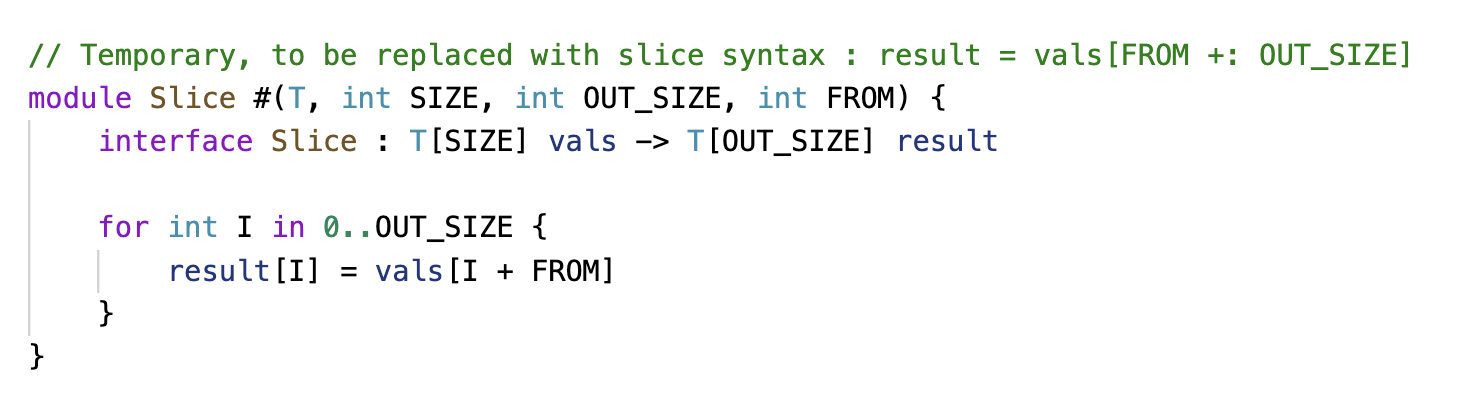 // Temporary, to be replaced with slice syntax : result = vals[FROM +: OUT_SIZE]
module Slice #(T, int SIZE, int OUT_SIZE, int FROM) {
    interface Slice : T[SIZE] vals -> T[OUT_SIZE] result

    for int I in 0..OUT_SIZE {
        result[I] = vals[I + FROM]
    }
}